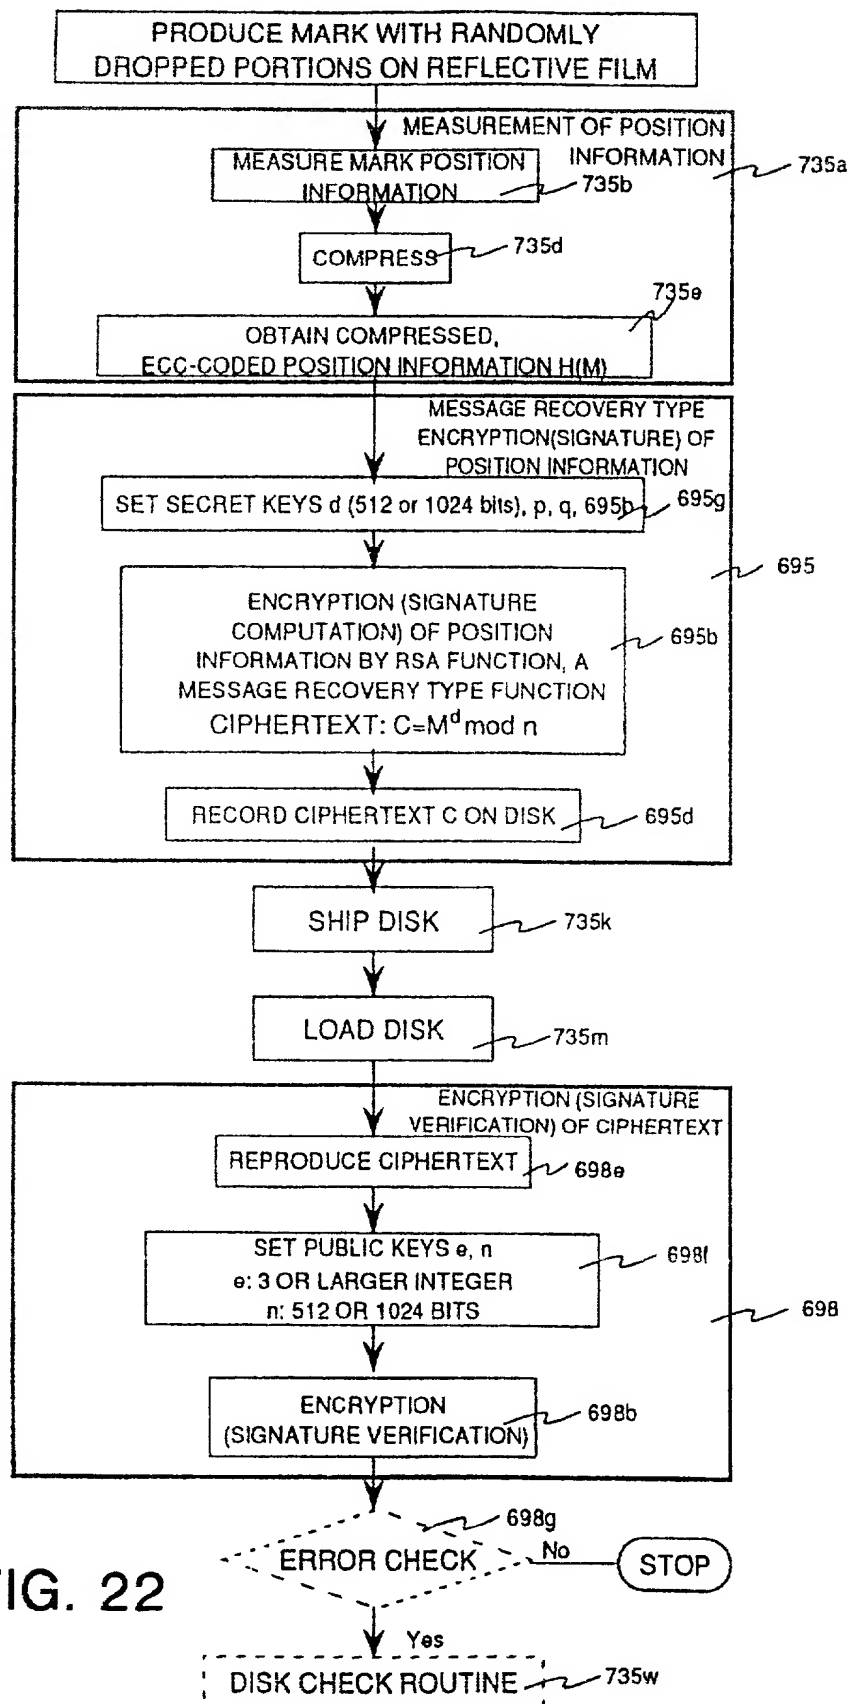 PRODUCE MARK WITH RANDOMLY
DROPPED PORTIONS ON REFLECTIVE FILM
MEASUREMENT OF POSITION
INFORMATION
735a
MEASURE MARK POSITION
INFORMATION
735b
COMPRESS
735d
735e
OBTAIN COMPRESSED,
ECC-CODED POSITION INFORMATION H(M)
MESSAGE RECOVERY TYPE
ENCRYPTION(SIGNATURE) OF
POSITION INFORMATION
SET SECRET KEYS d (512 or 1024 bits), p, q, 695b
695g
695
ENCRYPTION (SIGNATURE
COMPUTATION) OF POSITION
INFORMATION BY RSA FUNCTION, A
MESSAGE RECOVERY TYPE FUNCTION
CIPHERTEXT: C=M^d mod n
695b
RECORD CIPHERTEXT C ON DISK
695d
SHIP DISK
735k
LOAD DISK
735m
ENCRYPTION (SIGNATURE
VERIFICATION) OF CIPHERTEXT
REPRODUCE CIPHERTEXT
698e
SET PUBLIC KEYS e, n
e: 3 OR LARGER INTEGER
n: 512 OR 1024 BITS
698f
698
ENCRYPTION
(SIGNATURE VERIFICATION)
698b
698g
ERROR CHECK
No
STOP
FIG. 22
Yes
DISK CHECK ROUTINE
735w